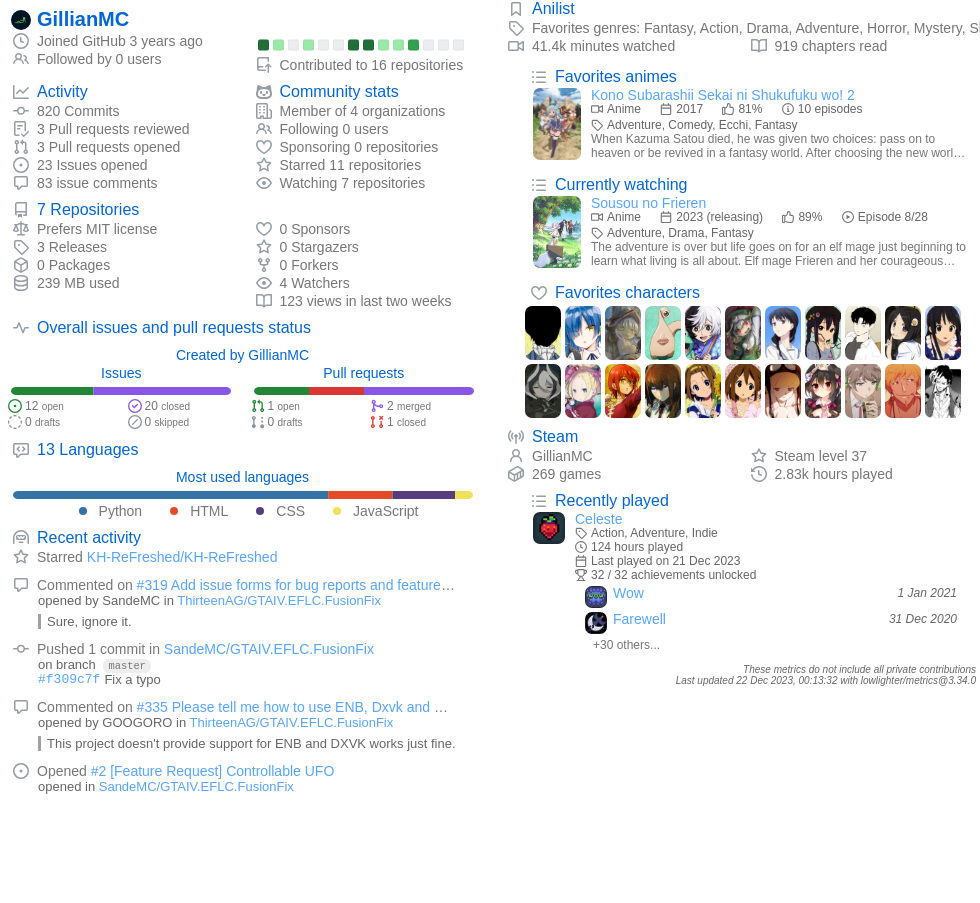 GillianMC
Joined GitHub 3 years ago
Followed by 0 users
Contributed to 16 repositories
Activity
820 Commits
3 Pull requests reviewed
3 Pull requests opened
23 Issues opened
83 issue comments
Community stats
Member of 4 organizations
Following 0 users
Sponsoring 0 repositories
Starred 11 repositories
Watching 7 repositories
7 Repositories
Prefers MIT license
3 Releases
0 Packages
239 MB used
0 Sponsors
0 Stargazers
0 Forkers
4 Watchers
123 views in last two weeks
Overall issues and pull requests status
Created by GillianMC
Issues
12 open
20 closed
0 drafts
0 skipped
Pull requests
1 open
2 merged
0 drafts
1 closed
13 Languages
Most used languages
Python HTML CSS JavaScript
Recent activity
Starred KH-ReFreshed/KH-ReFreshed
Commented on #319 Add issue forms for bug reports and feature…
opened by SandeMC in ThirteenAG/GTAIV.EFLC.FusionFix
Sure, ignore it.
Pushed 1 commit in SandeMC/GTAIV.EFLC.FusionFix
on branch master
#f309c7f Fix a typo
Commented on #335 Please tell me how to use ENB, Dxvk and …
opened by GOOGORO in ThirteenAG/GTAIV.EFLC.FusionFix
This project doesn't provide support for ENB and DXVK works just fine.
Opened #2 [Feature Request] Controllable UFO
opened in SandeMC/GTAIV.EFLC.FusionFix
Anilist
Favorites genres: Fantasy, Action, Drama, Adventure, Horror, Mystery, S
41.4k minutes watched
919 chapters read
Favorites animes
Kono Subarashii Sekai ni Shukufuku wo! 2
Anime 2017 81% 10 episodes
Adventure, Comedy, Ecchi, Fantasy
When Kazuma Satou died, he was given two choices: pass on to
heaven or be revived in a fantasy world. After choosing the new worl…
Currently watching
Sousou no Frieren
Anime 2023 (releasing) 89% Episode 8/28
Adventure, Drama, Fantasy
The adventure is over but life goes on for an elf mage just beginning to
learn what living is all about. Elf mage Frieren and her courageous…
Favorites characters
Steam
GillianMC
269 games
Steam level 37
2.83k hours played
Recently played
Celeste
Action, Adventure, Indie
124 hours played
Last played on 21 Dec 2023
32 / 32 achievements unlocked
Wow 1 Jan 2021
Farewell 31 Dec 2020
+30 others...
These metrics do not include all private contributions
Last updated 22 Dec 2023, 00:13:32 with lowlighter/metrics@3.34.0